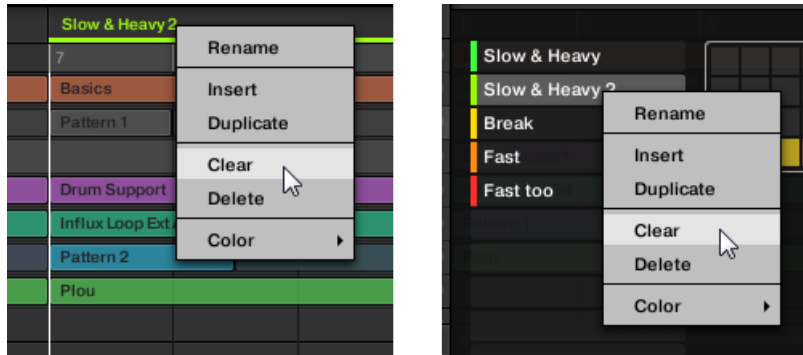 Slow & Heavy 2
7
Rename
Basics
Insert
Pattern 1
Duplicate
Clear
Drum Support
Delete
Influx Loop Ext
Color
Pattern 2
Plou
Slow & Heavy
Slow & Heavy 2
Break
Fast
Fast too
Rename
Insert
Duplicate
Clear
Delete
Color
Plou